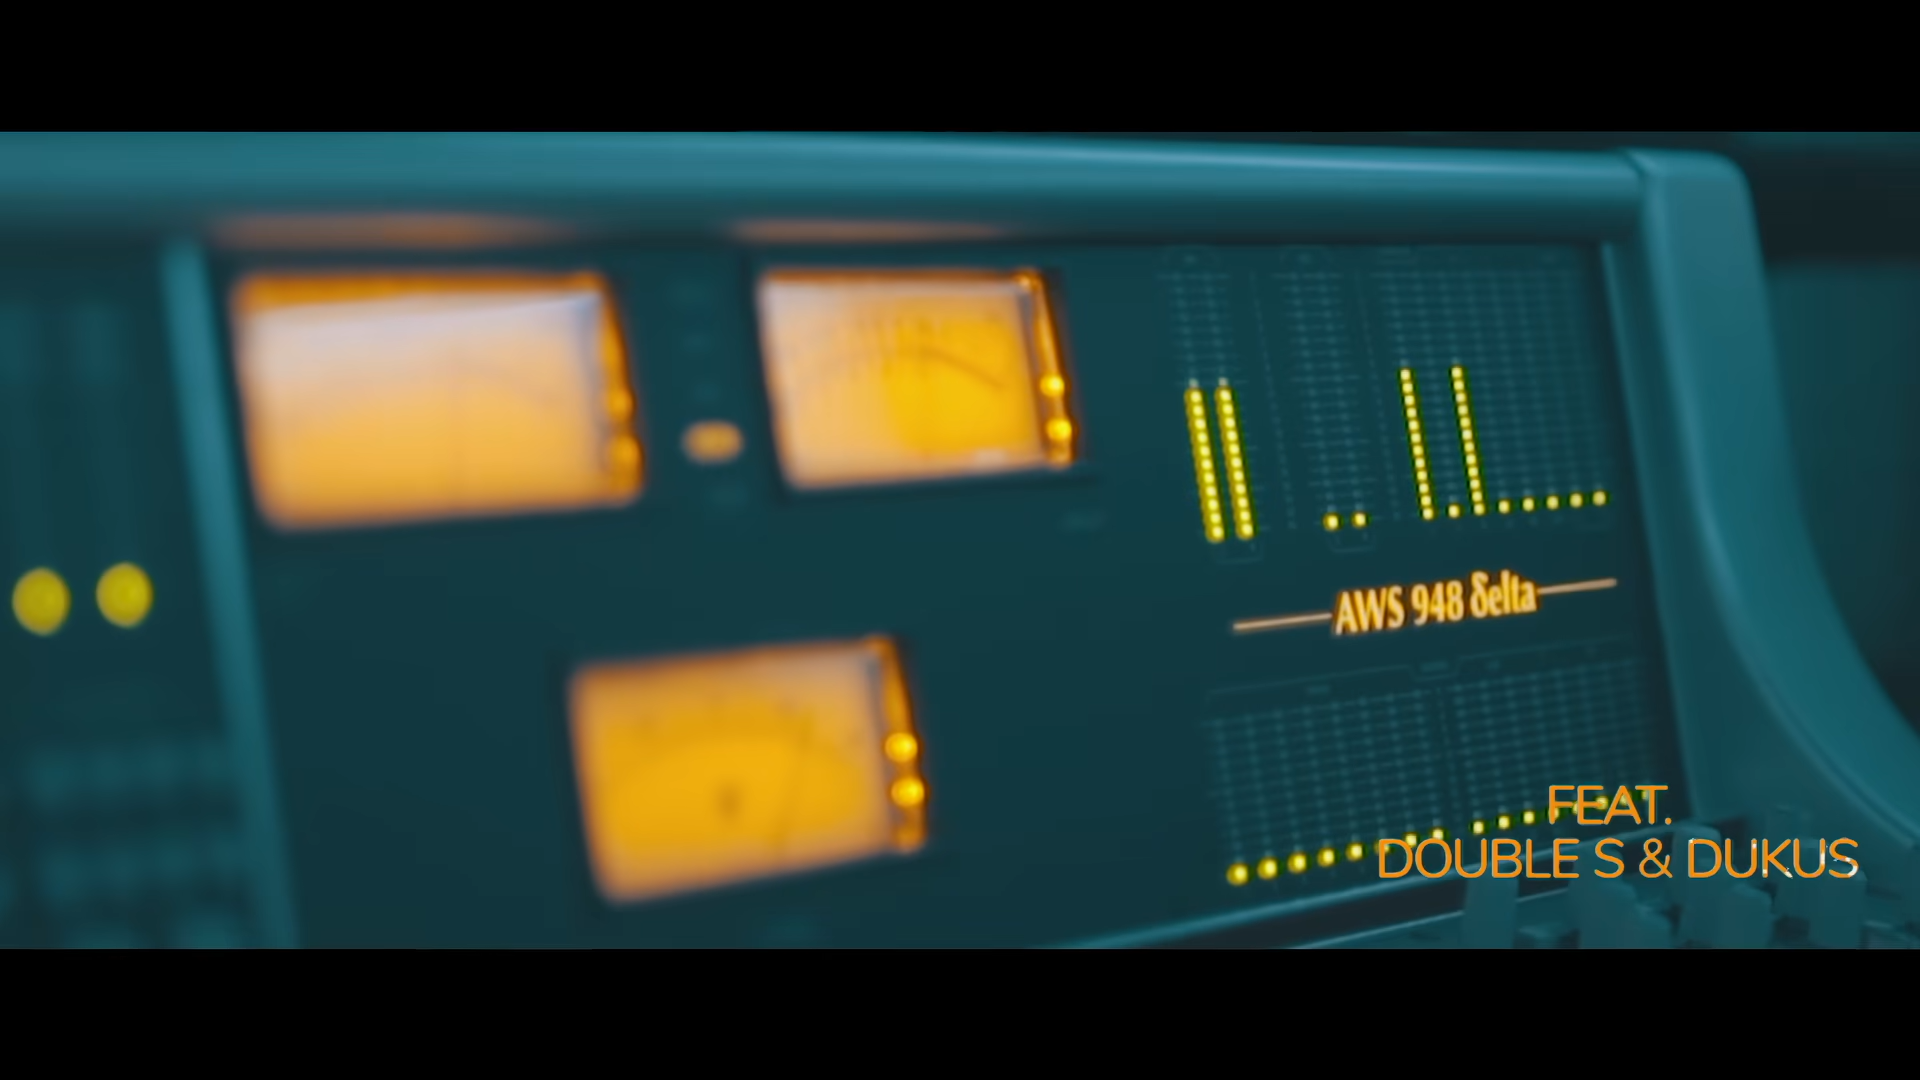 AWS 948 δelta
FEAT.
DOUBLE S & DUKUS